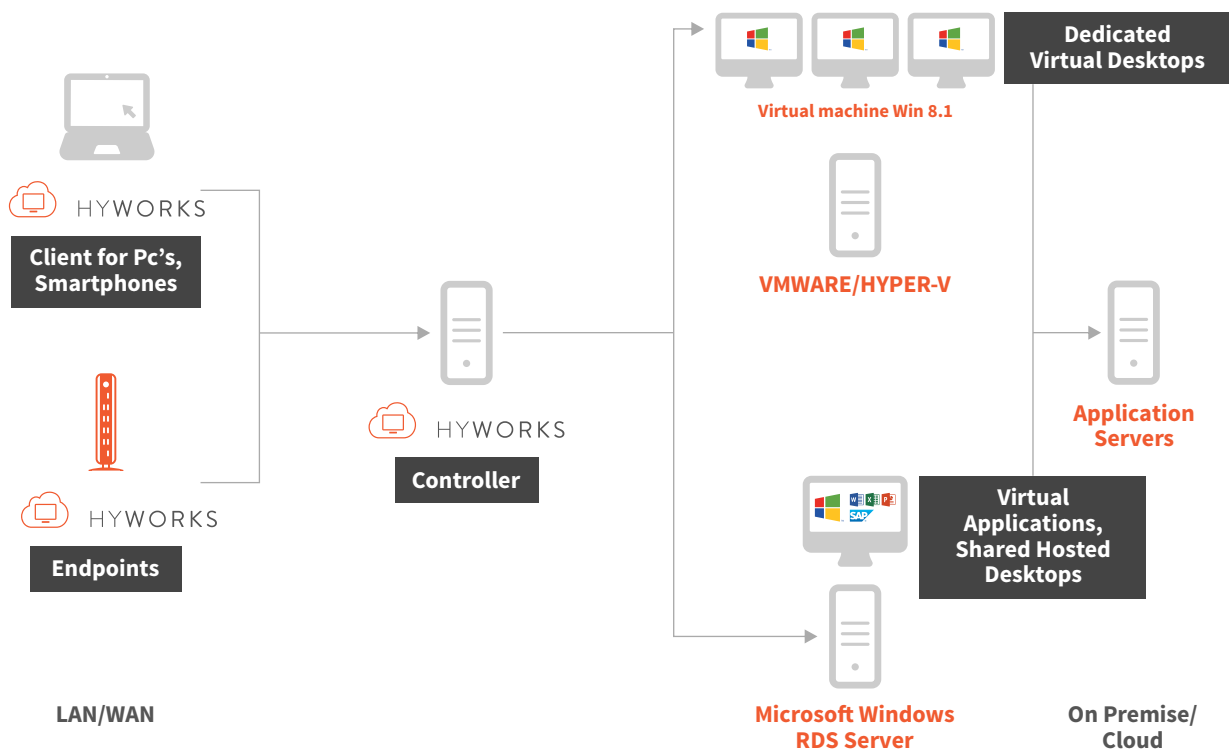 HYWORKS
Client for Pc's,
Smartphones
HYWORKS
Endpoints
LAN/WAN
HYWORKS
Controller
Virtual machine Win 8.1
VMWARE/HYPER-V
SAP
Microsoft Windows
RDS Server
Dedicated
Virtual Desktops
Application
Servers
Virtual
Applications,
Shared Hosted
Desktops
On Premise/
Cloud